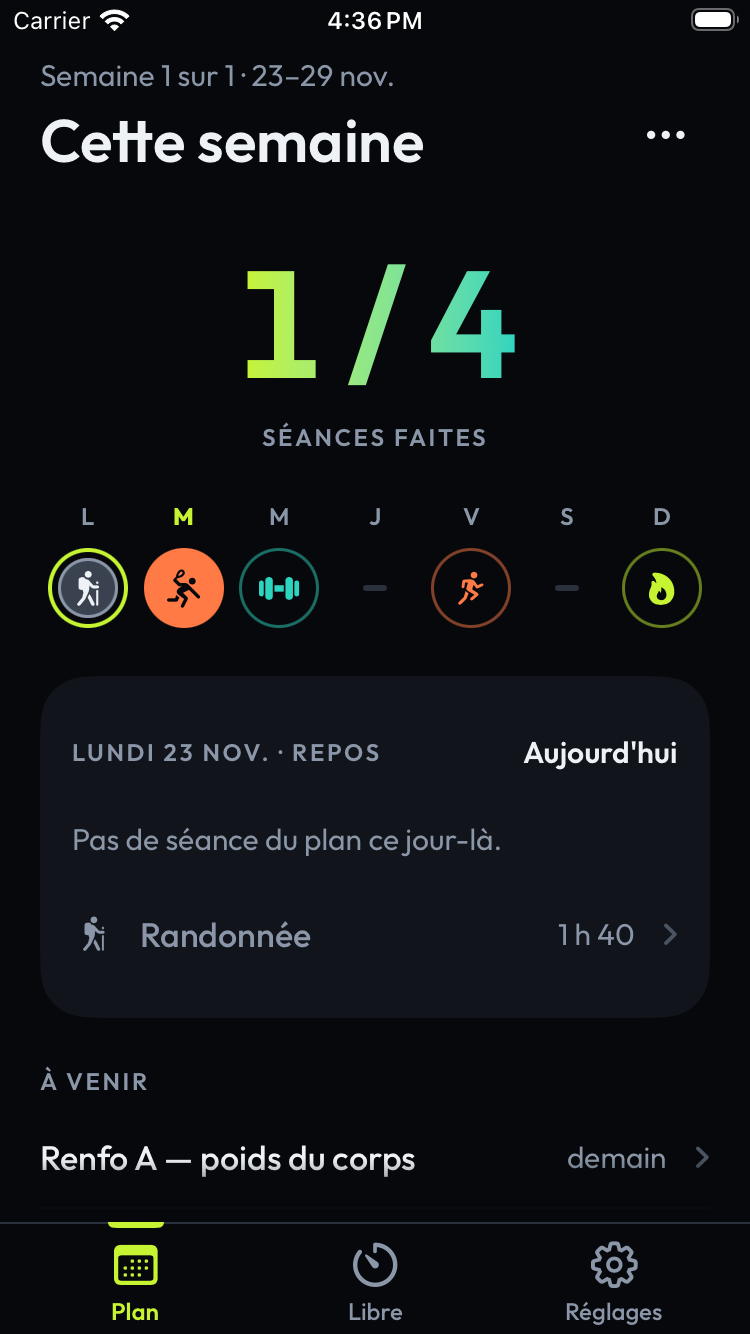 Carrier 4:36 PM
Semaine 1 sur 1 · 23–29 nov.
Cette semaine
1/4
SÉANCES FAITES
L M M J V S D
LUNDI 23 NOV. · REPOS Aujourd'hui
Pas de séance du plan ce jour-là.
Randonnée 1 h 40
À VENIR
Renfo A — poids du corps demain
Plan Libre Réglages